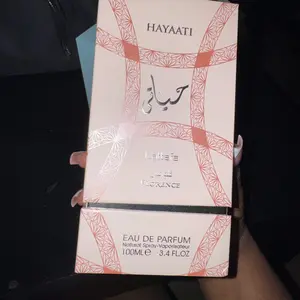 HAYAATI
حياتي
EAU DE PARFUM
Natural Spray-Vaporisateur
100ML℮ 3.4 FL.OZ